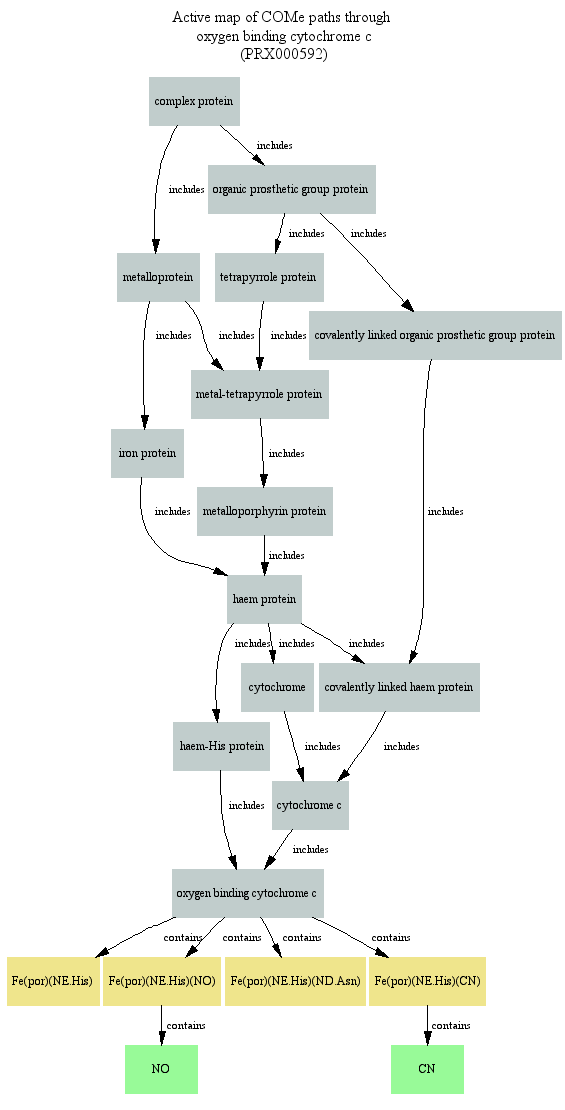 Active map of COMe paths through
oxygen binding cytochrome c
(PRX000592)
complex protein
includes
includes
organic prosthetic group protein
includes
includes
metalloprotein
tetrapyrrole protein
includes
includes
includes
covalently linked organic prosthetic group protein
metal-tetrapyrrole protein
iron protein
includes
includes
metalloporphyrin protein
includes
includes
haem protein
includes
includes
includes
cytochrome
covalently linked haem protein
haem-His protein
includes
includes
includes
cytochrome c
includes
oxygen binding cytochrome c
contains
contains
contains
contains
Fe(por)(NE.His)
Fe(por)(NE.His)(NO)
Fe(por)(NE.His)(ND.Asn)
Fe(por)(NE.His)(CN)
contains
contains
NO
CN